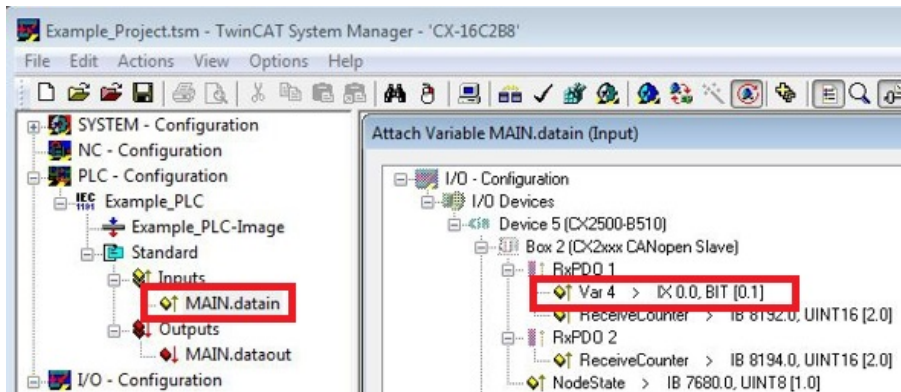 Example_Project.tsm - TwinCAT System Manager - 'CX-16C2B8'
File Edit Actions View Options Help
SYSTEM - Configuration
NC - Configuration
PLC - Configuration
IEC
1131
Example_PLC
Example_PLC-Image
Standard
Inputs
MAIN.datain
Outputs
MAIN.dataout
I/O - Configuration
Attach Variable MAIN.datain (Input)
I/O - Configuration
I/O Devices
Device 5 (CX2500-B510)
Box 2 (CX2xxx CANopen Slave)
RxPDO 1
Var 4 > IX 0.0, BIT [0.1]
ReceiveCounter > IB 8192.0, UINT16 [2.0]
RxPDO 2
ReceiveCounter > IB 8194.0, UINT16 [2.0]
NodeState > IB 7680.0, UINT8 [1.0]